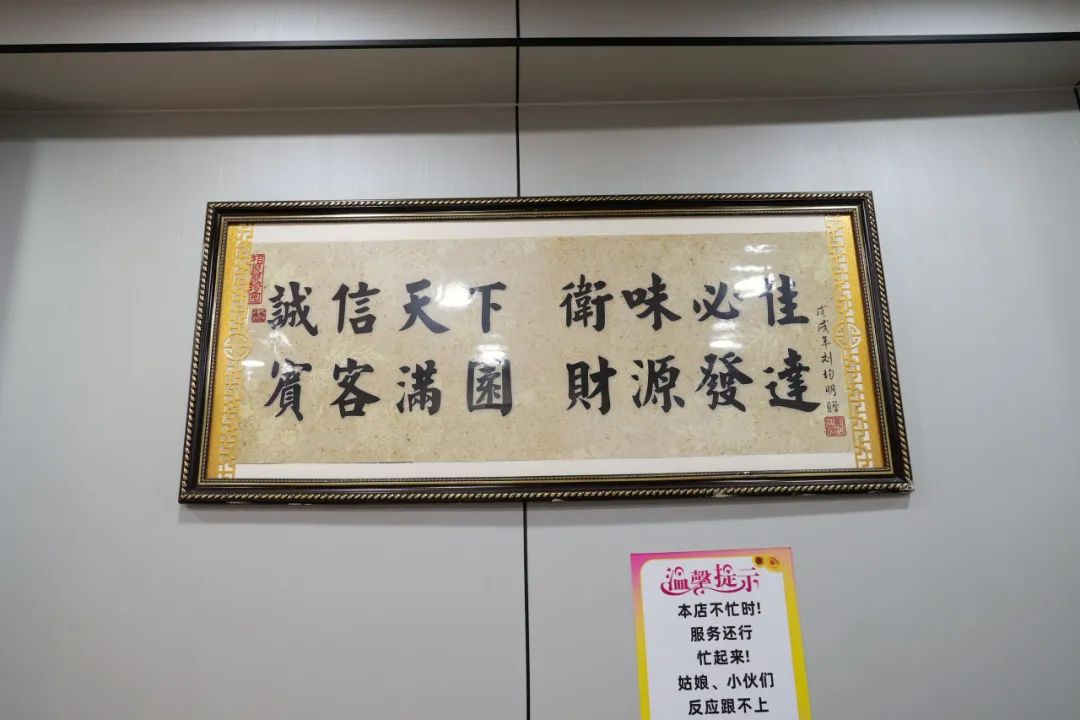 誠信天下 衛味必佳
賓客滿園 財源發達
戊戌年刘均明贈
温馨提示
本店不忙时!
服务还行
忙起来!
姑娘、小伙们
反应跟不上